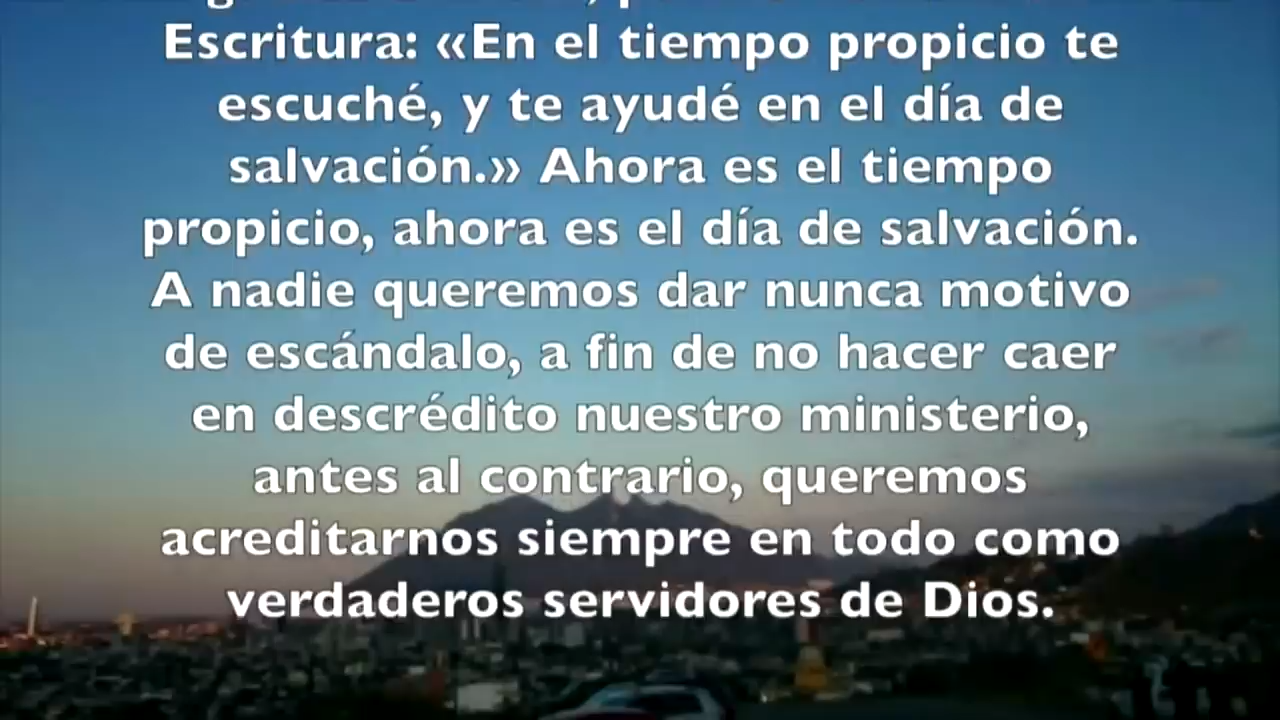 Escritura: «En el tiempo propicio te
escuché, y te ayudé en el día de
salvación.» Ahora es el tiempo
propicio, ahora es el día de salvación.
A nadie queremos dar nunca motivo
de escándalo, a fin de no hacer caer
en descrédito nuestro ministerio,
antes al contrario, queremos
acreditarnos siempre en todo como
verdaderos servidores de Dios.